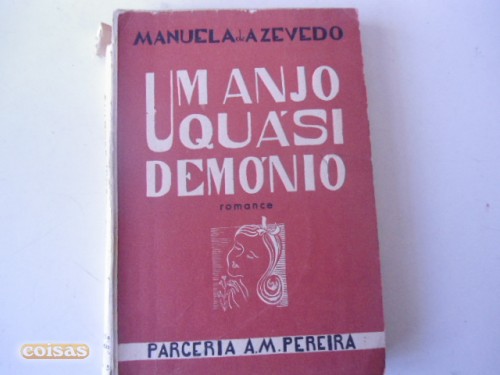 MANUELA de AZEVEDO
UM ANJO
QUÁSI
DEMÓNIO
romance
PARCERIA A.M. PEREIRA
coisas